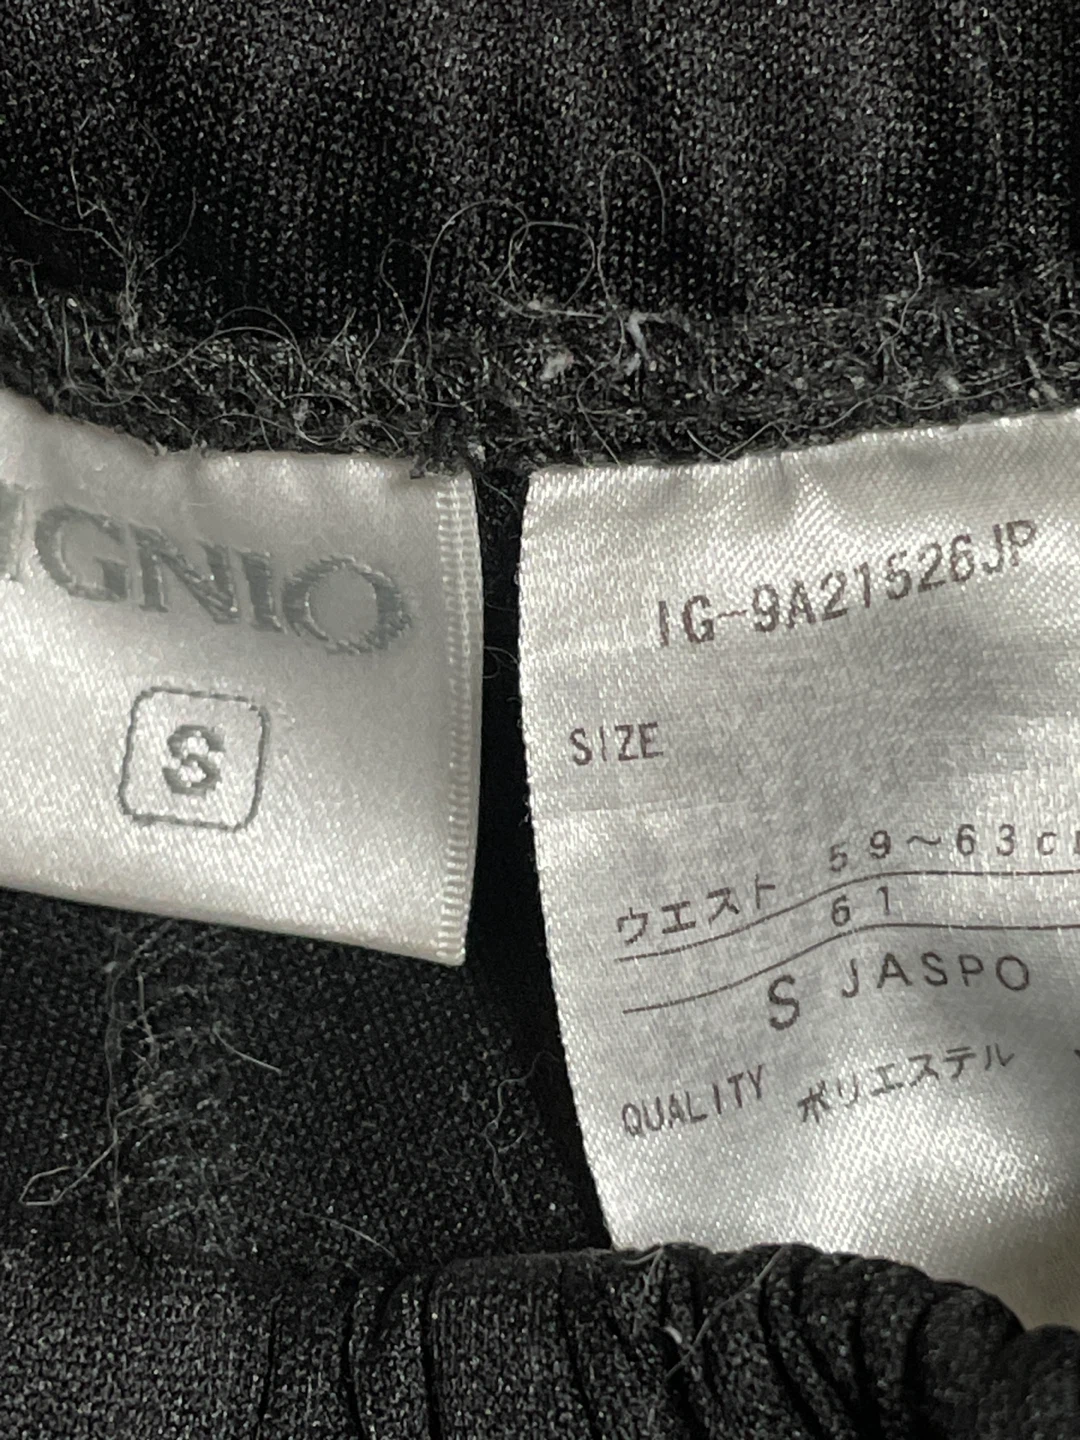 IGNIO
S
IG-9A21526JP
SIZE
ウエスト 59~63c
61
S JASPO
QUALITY ポリエステル